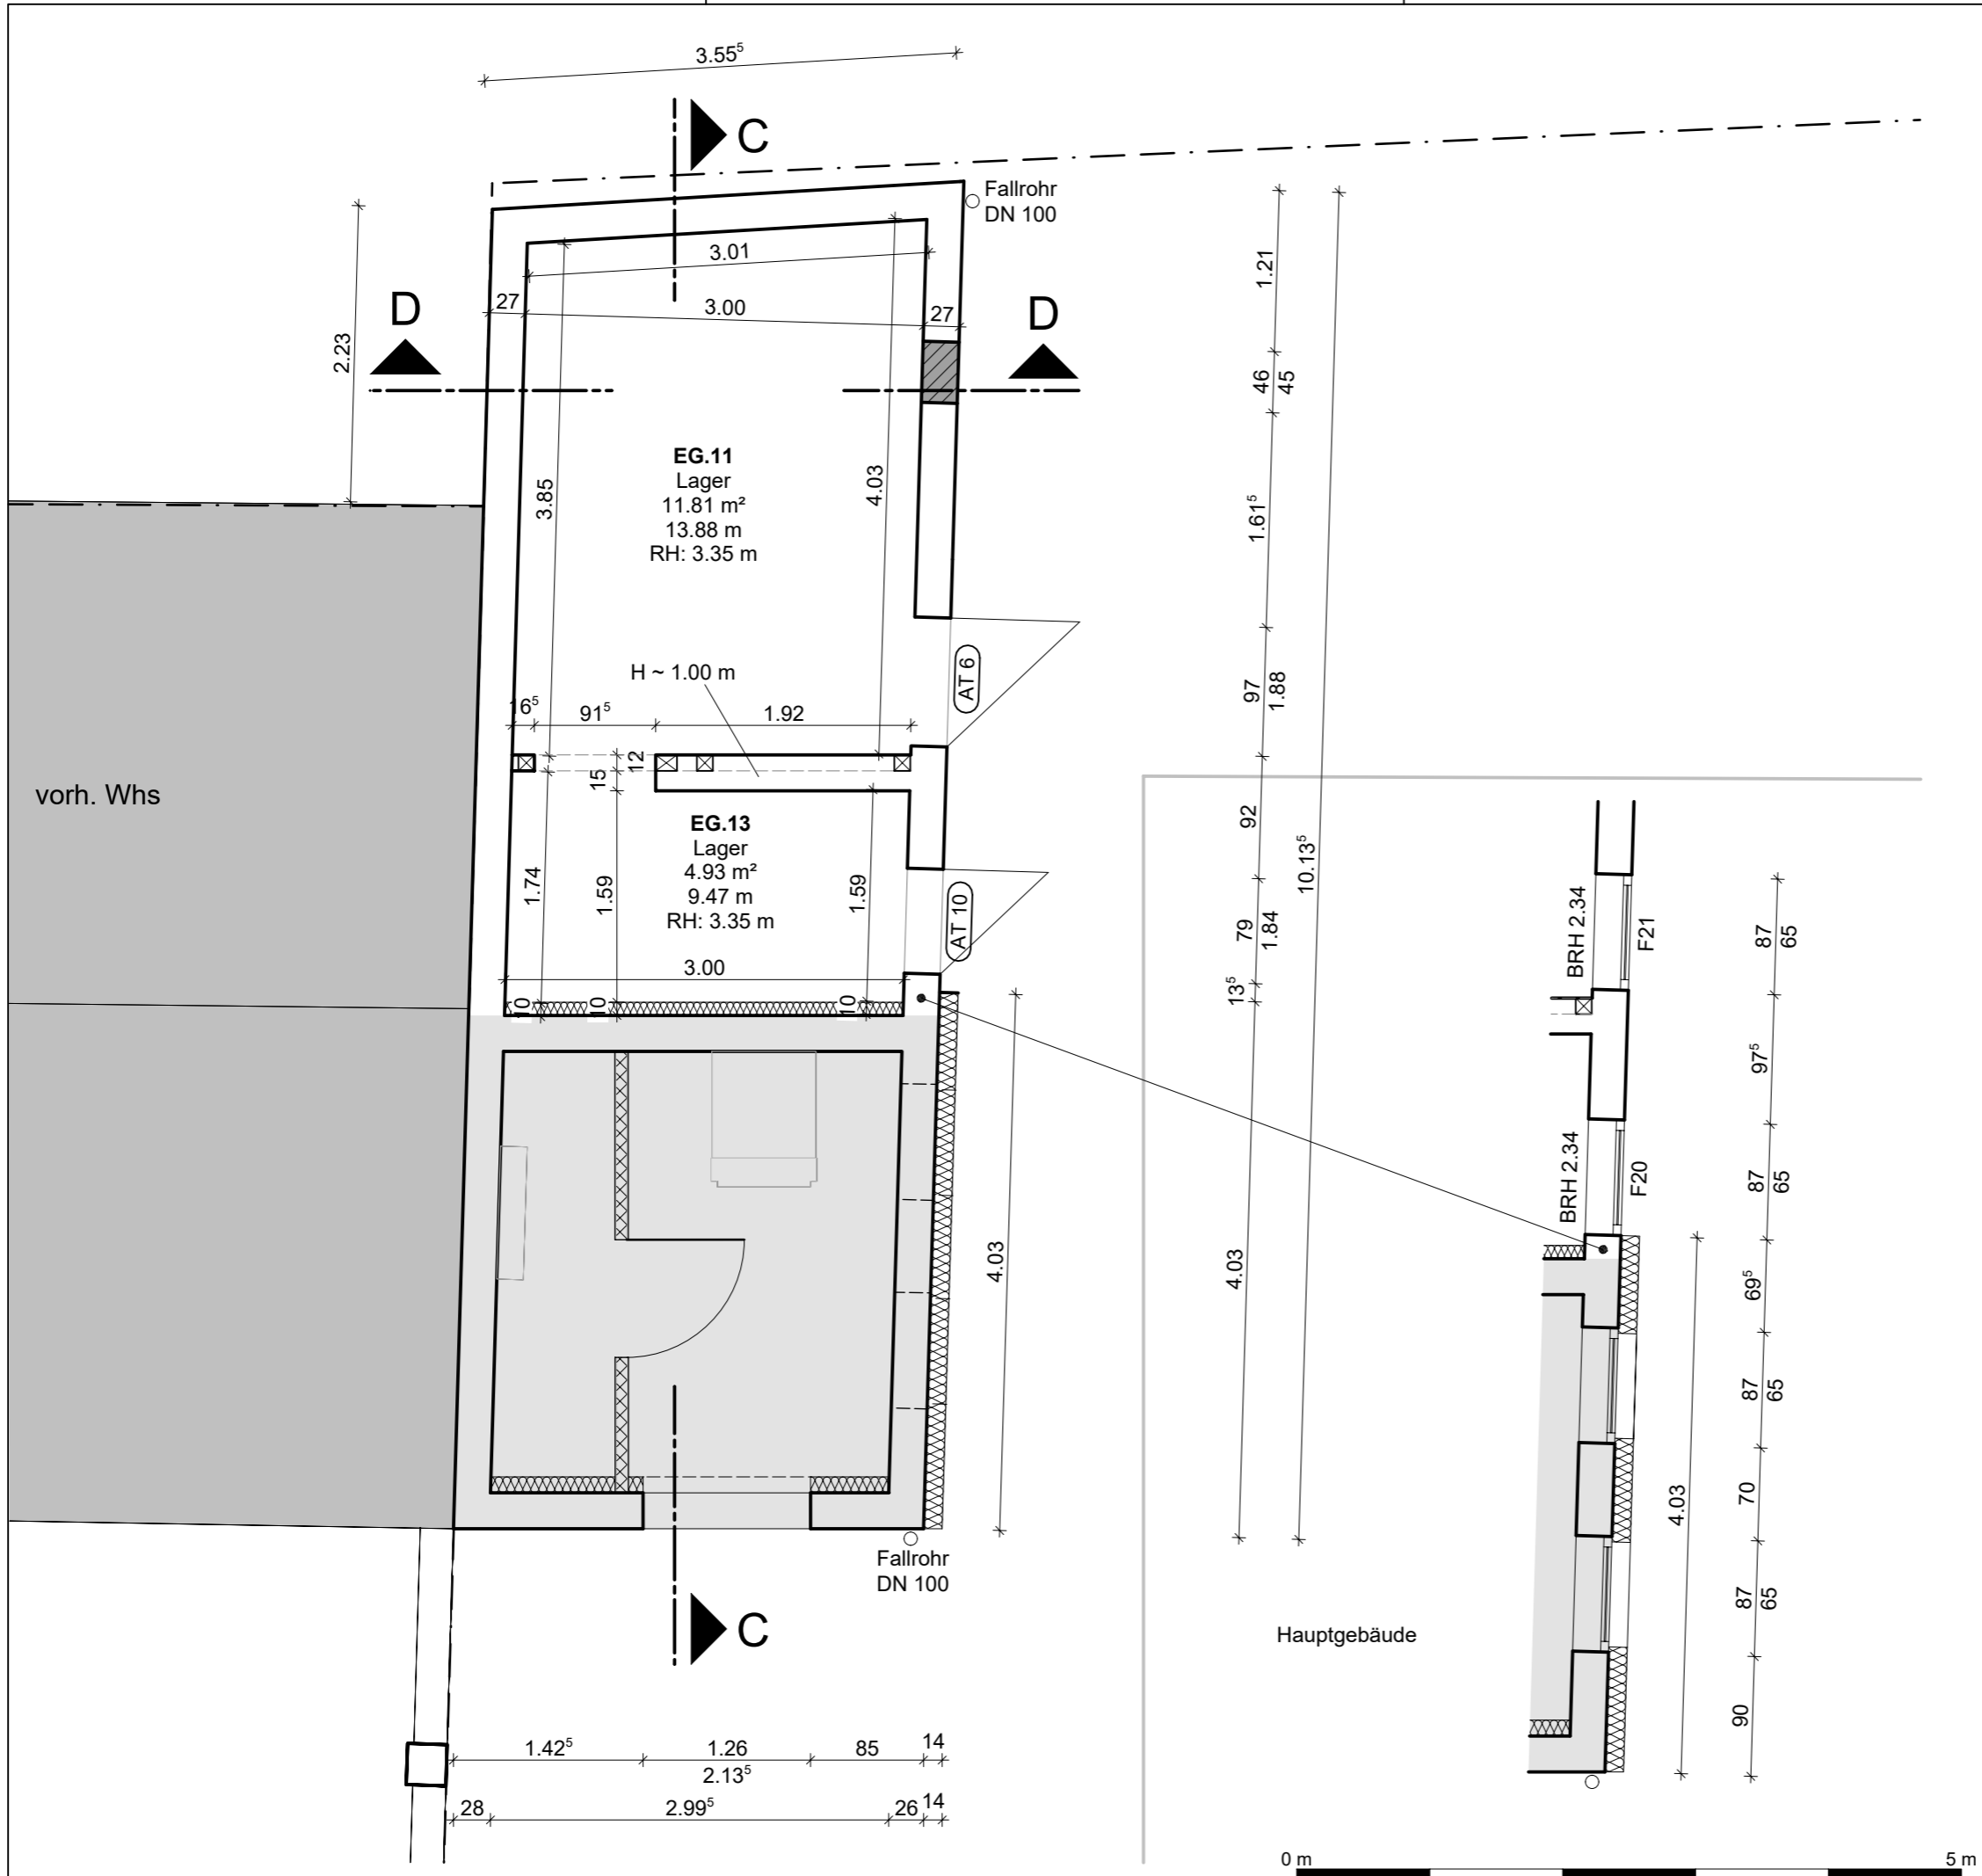 3.55⁵
C
Fallrohr
DN 100
3.01
27
3.00
27
D
D
2.23
1.21
46
45
EG.11
Lager
11.81 m²
13.88 m
RH: 3.35 m
3.85
4.03
1.61⁵
H ~ 1.00 m
AT 6
97
1.88
16⁵
91⁵
1.92
12
15
vorh. Whs
EG.13
Lager
4.93 m²
9.47 m
RH: 3.35 m
1.74
1.59
1.59
92
10.13⁵
AT 10
79
1.84
3.00
13⁵
10
10
10
BRH 2.34
F21
87
65
97⁵
BRH 2.34
F20
87
65
4.03
4.03
69⁵
87
65
70
4.03
87
65
90
Fallrohr
DN 100
C
Hauptgebäude
1.42⁵
1.26
85
14
2.13⁵
28
2.99⁵
26
14
0 m
5 m